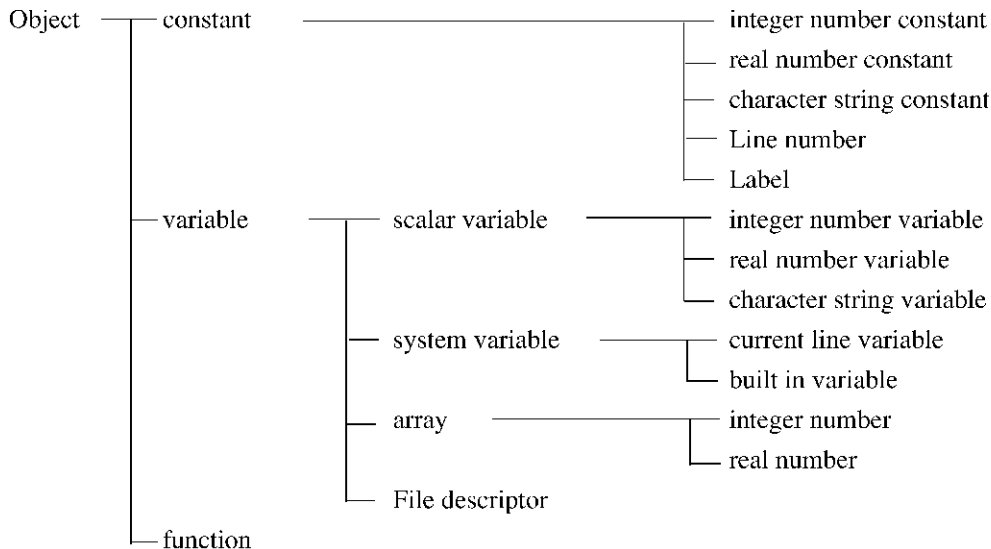 Object constant integer number constant
real number constant
character string constant
Line number
Label
variable scalar variable integer number variable
real number variable
character string variable
system variable current line variable
built in variable
array integer number
real number
File descriptor
function